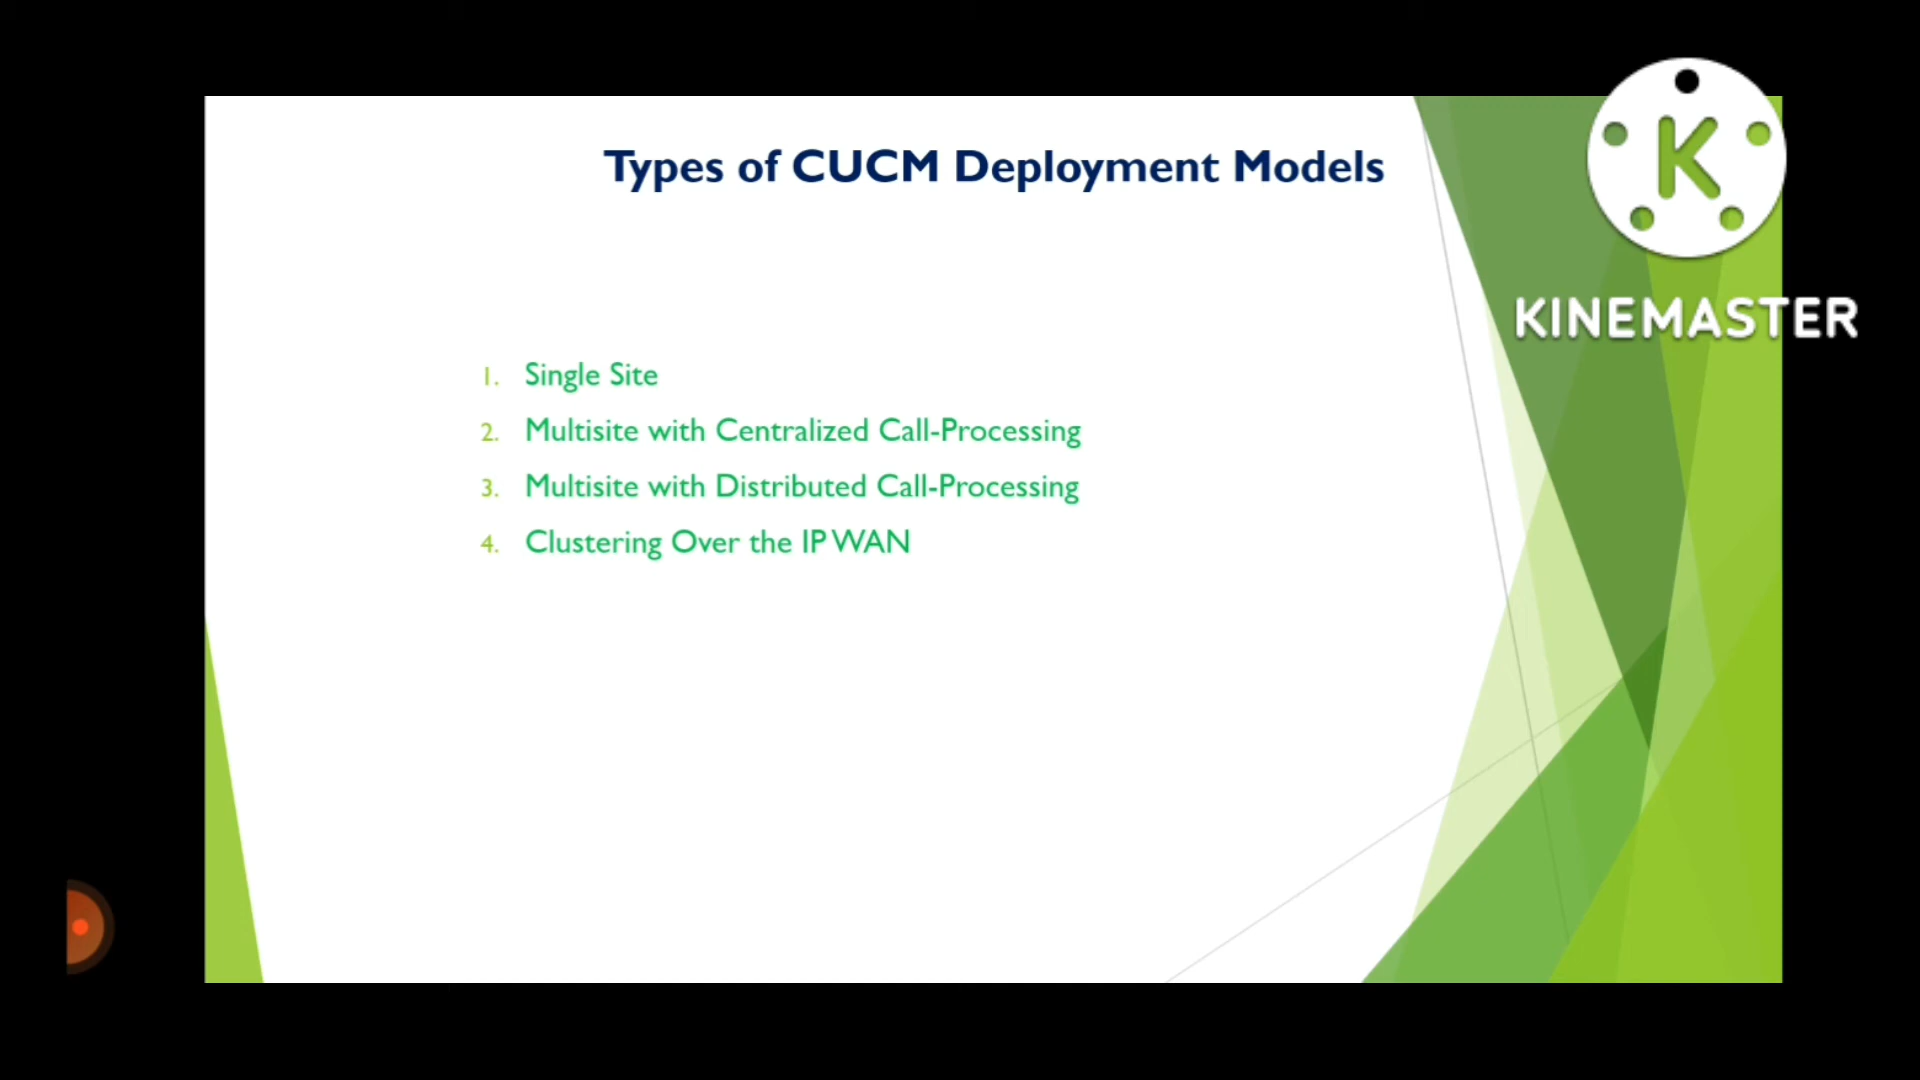 Types of CUCM Deployment Models
K
KINEMASTER
1. Single Site
2. Multisite with Centralized Call-Processing
3. Multisite with Distributed Call-Processing
4. Clustering Over the IP WAN